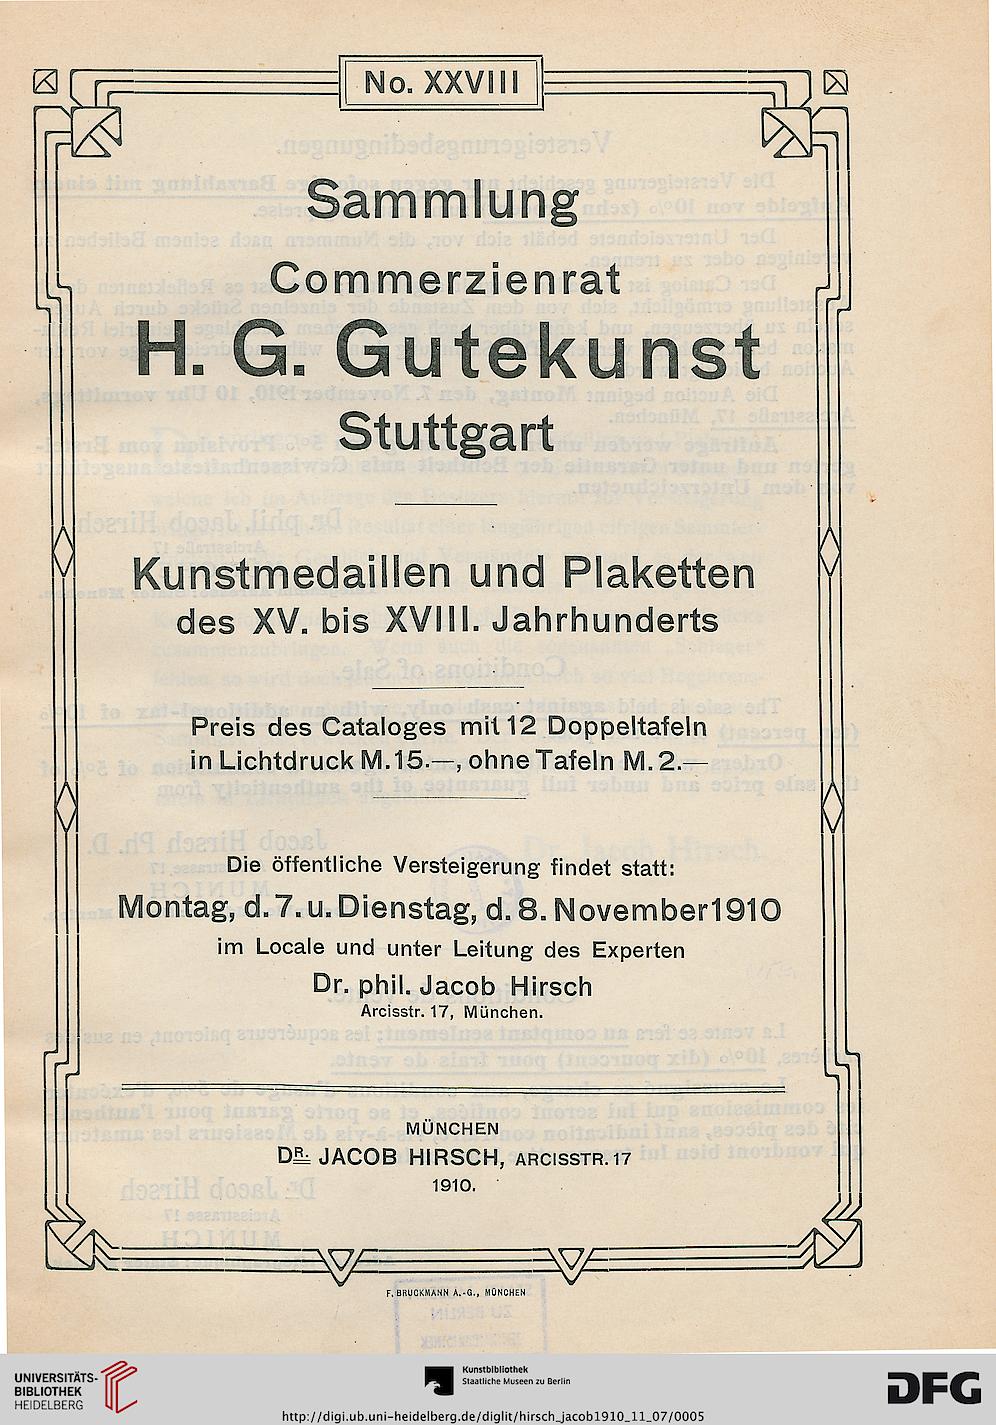 No. XXVIII
Sammlung
Commerzienrat
H. G. Gutekunst
Stuttgart
Kunstmedaillen und Plaketten
des XV. bis XVIII. Jahrhunderts
Preis des Cataloges mit 12 Doppeltafeln
in Lichtdruck M. 15.—, ohne Tafeln M. 2.—
Die öffentliche Versteigerung findet statt:
Montag, d. 7. u. Dienstag, d. 8. November 1910
im Locale und unter Leitung des Experten
Dr. phil. Jacob Hirsch
Arcisstr. 17, München.
MÜNCHEN
DR. JACOB HIRSCH, ARCISSTR. 17
1910.
F. BRUCKMANN A.-G., MÜNCHEN
UNIVERSITÄTS-
BIBLIOTHEK
HEIDELBERG
Kunstbibliothek
Staatliche Museen zu Berlin
DFG
http://digi.ub.uni-heidelberg.de/diglit/hirsch_jacob1910_11_07/0005